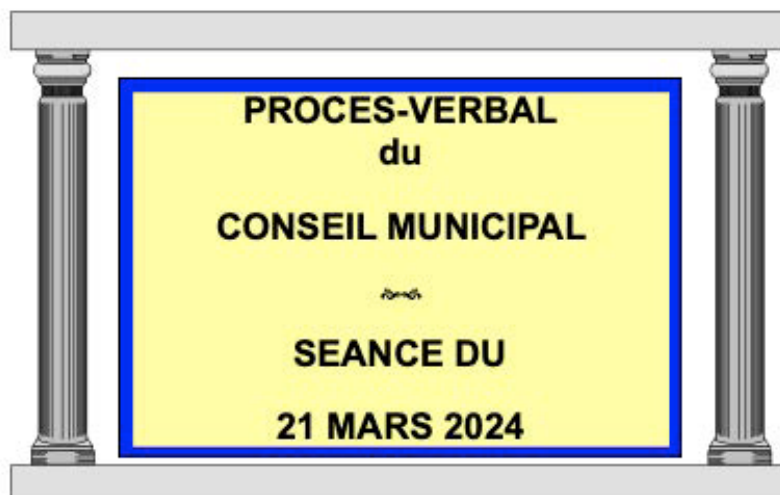 PROCES-VERBAL
du
CONSEIL MUNICIPAL
SEANCE DU
21 MARS 2024